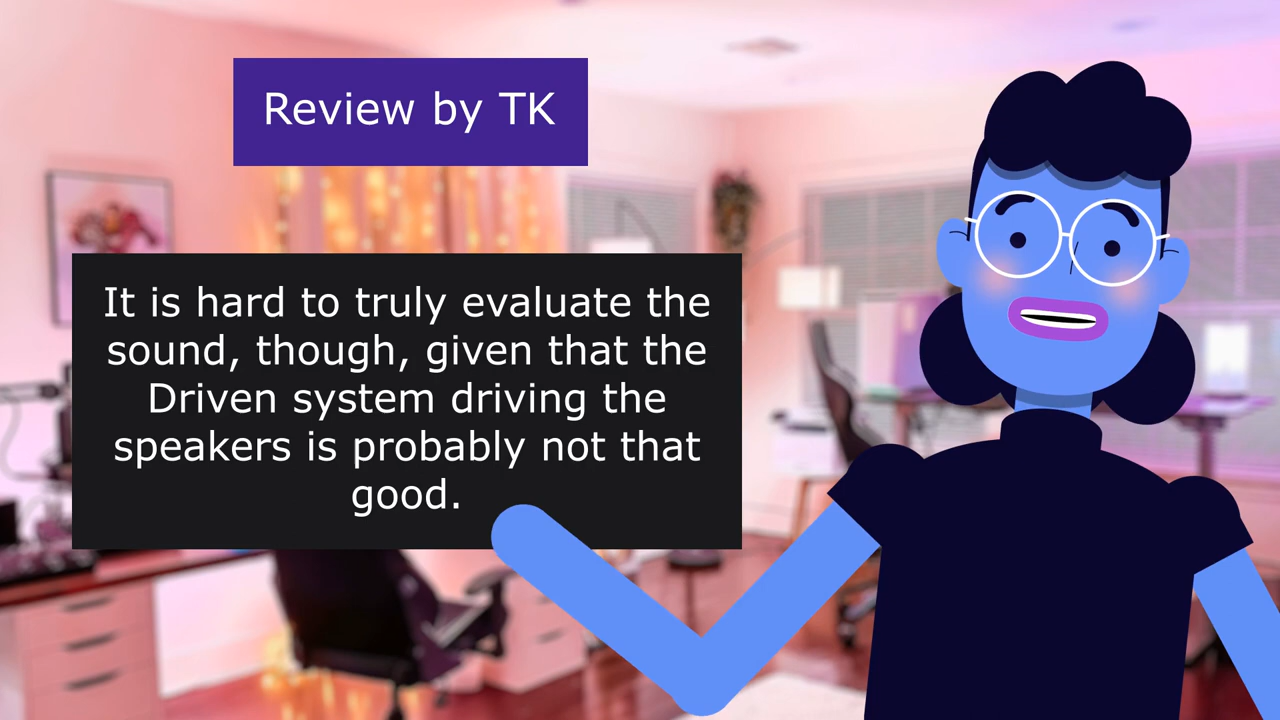 Review by TK
It is hard to truly evaluate the
sound, though, given that the
Driven system driving the
speakers is probably not that
good.